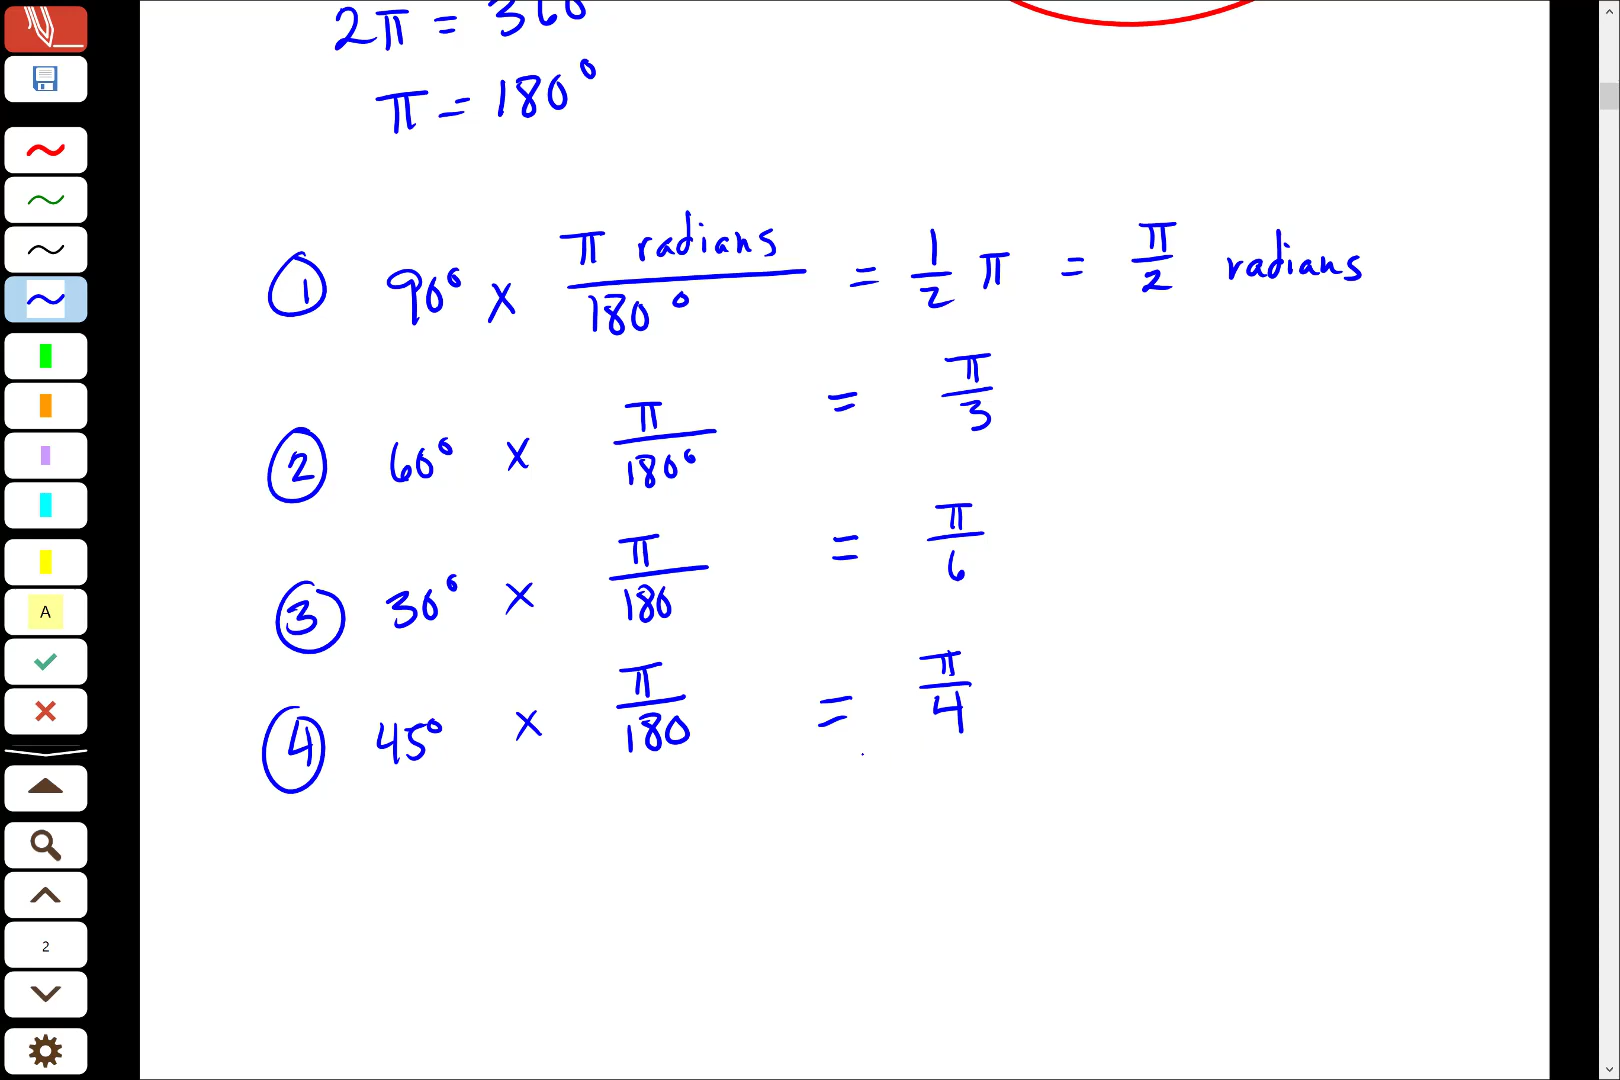 2π = 360
π = 180°
① 90° × π radians / 180° = 1/2 π = π/2 radians
② 60° × π/180° = π/3
③ 30° × π/180 = π/6
④ 45° × π/180 = π/4
A
2